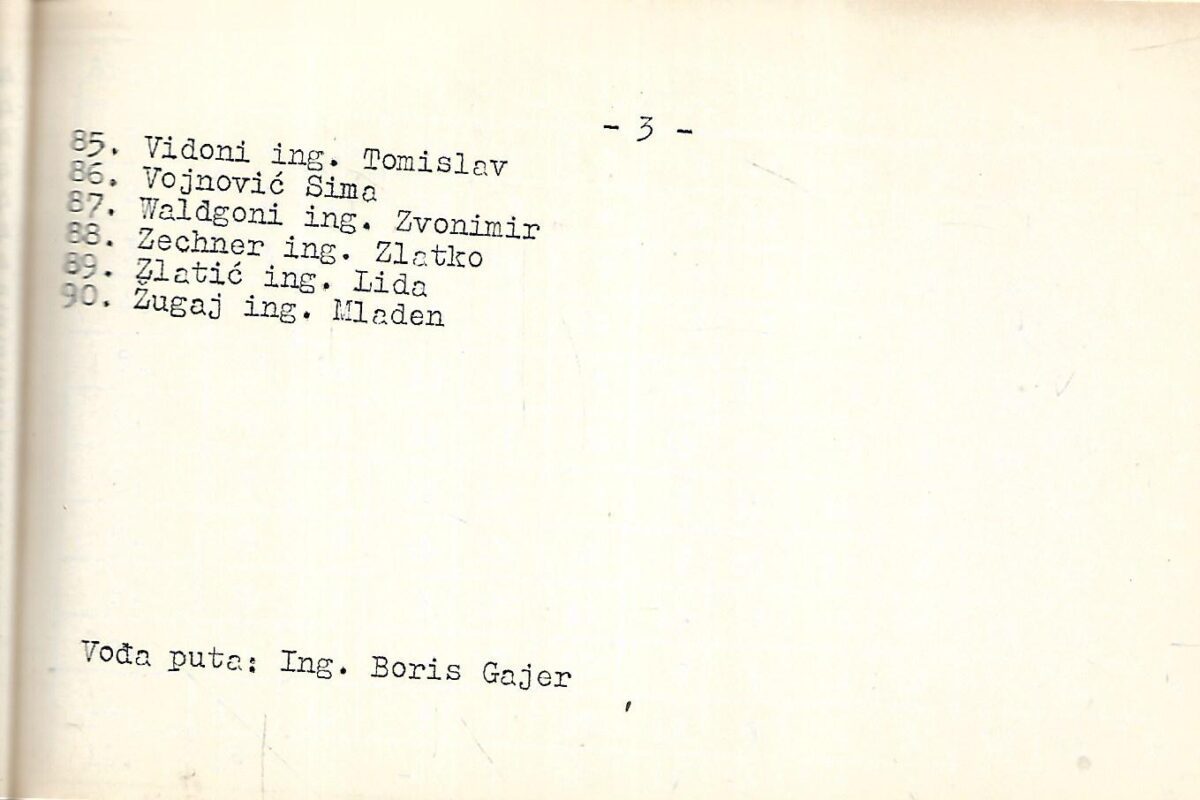 - 3 -
85. Vidoni ing. Tomislav
86. Vojnović Sima
87. Waldgoni ing. Zvonimir
88. Zechner ing. Zlatko
89. Zlatić ing. Lida
90. Žugaj ing. Mladen
Vođa puta: Ing. Boris Gajer